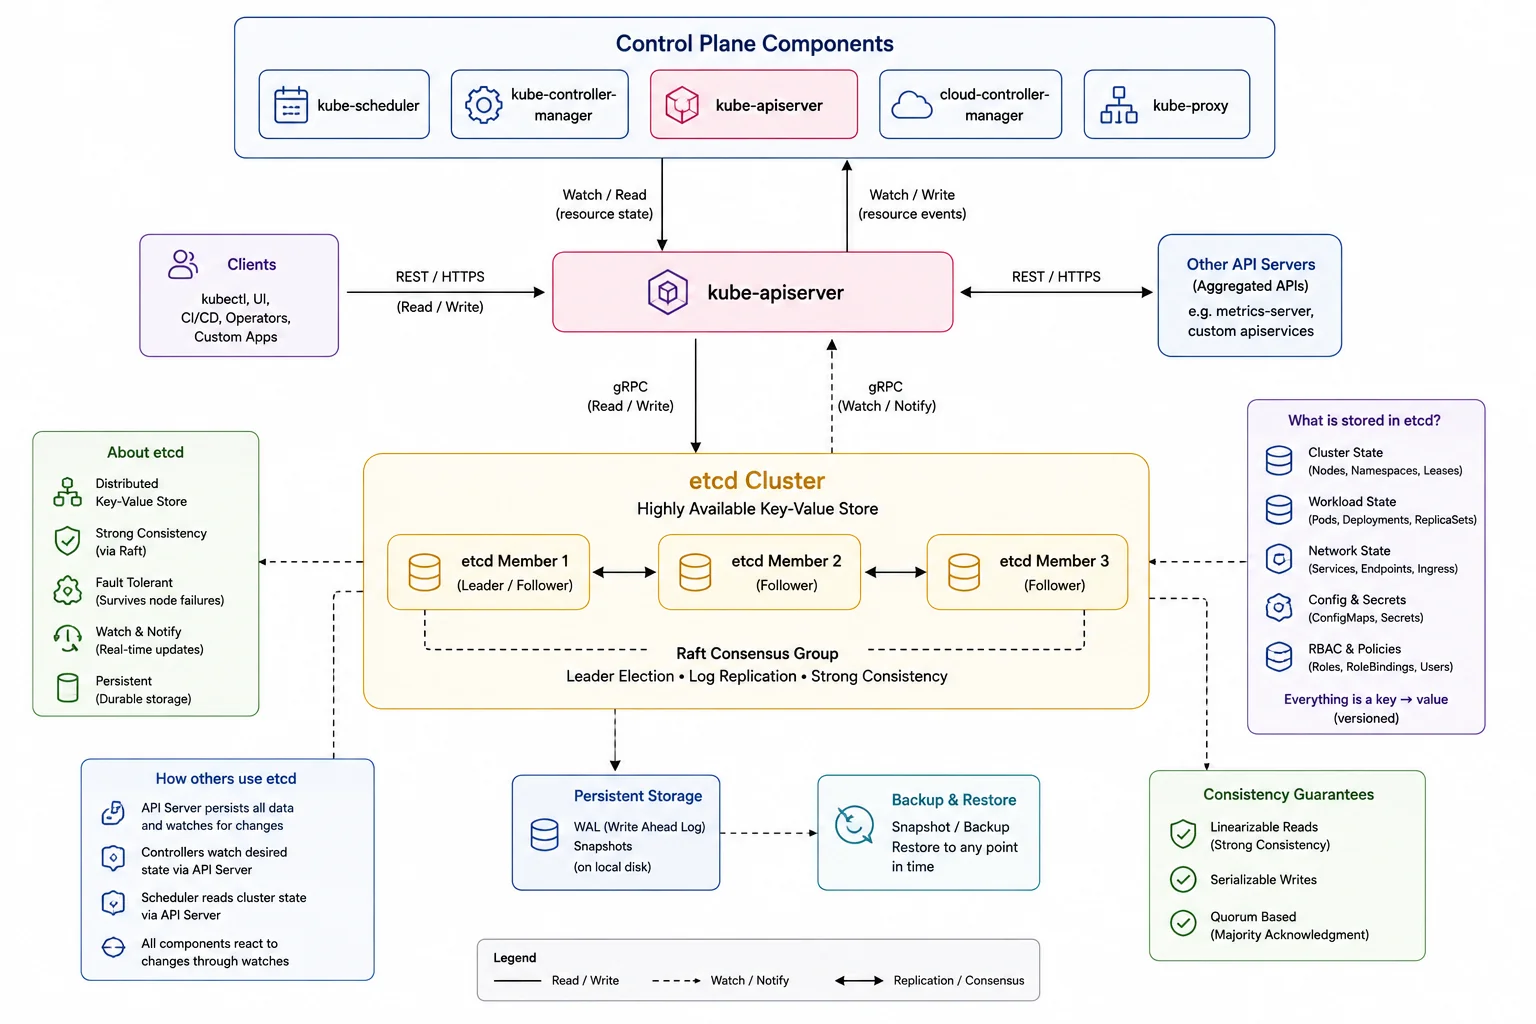 Control Plane Components
kube-scheduler
kube-controller-
manager
kube-apiserver
cloud-controller-
manager
kube-proxy
Watch / Read
(resource state)
Watch / Write
(resource events)
Clients
kubectl, UI,
CI/CD, Operators,
Custom Apps
REST / HTTPS
(Read / Write)
kube-apiserver
REST / HTTPS
Other API Servers
(Aggregated APIs)
e.g. metrics-server,
custom apiservices
gRPC
(Read / Write)
gRPC
(Watch / Notify)
About etcd
Distributed
Key-Value Store
Strong Consistency
(via Raft)
Fault Tolerant
(Survives node failures)
Watch & Notify
(Real-time updates)
Persistent
(Durable storage)
etcd Cluster
Highly Available Key-Value Store
etcd Member 1
(Leader / Follower)
etcd Member 2
(Follower)
etcd Member 3
(Follower)
Raft Consensus Group
Leader Election • Log Replication • Strong Consistency
What is stored in etcd?
Cluster State
(Nodes, Namespaces, Leases)
Workload State
(Pods, Deployments, ReplicaSets)
Network State
(Services, Endpoints, Ingress)
Config & Secrets
(ConfigMaps, Secrets)
RBAC & Policies
(Roles, RoleBindings, Users)
Everything is a key → value
(versioned)
How others use etcd
API Server persists all data
and watches for changes
Controllers watch desired
state via API Server
Scheduler reads cluster state
via API Server
All components react to
changes through watches
Persistent Storage
WAL (Write Ahead Log)
Snapshots
(on local disk)
Backup & Restore
Snapshot / Backup
Restore to any point
in time
Consistency Guarantees
Linearizable Reads
(Strong Consistency)
Serializable Writes
Quorum Based
(Majority Acknowledgment)
Legend
Read / Write
Watch / Notify
Replication / Consensus